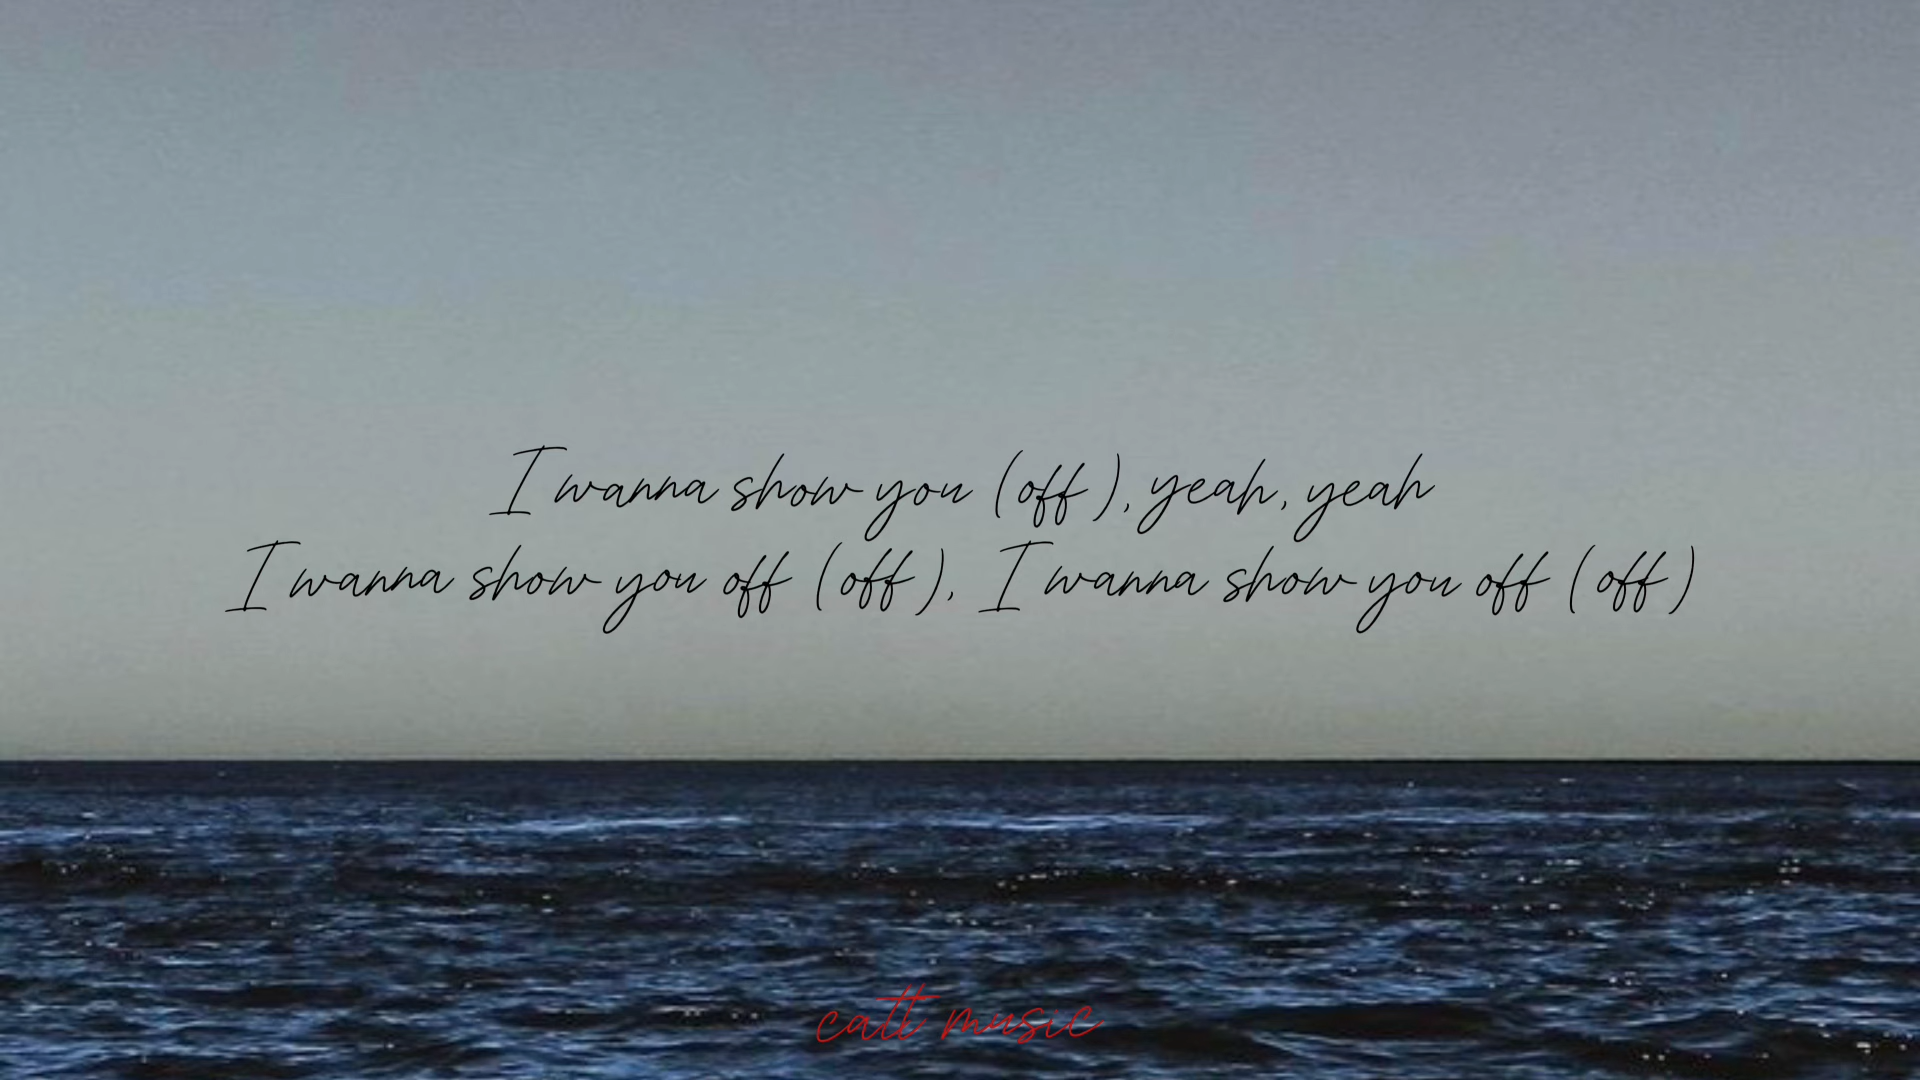 I wanna show you (off), yeah, yeah
I wanna show you off (off), I wanna show you off (off)
catt music